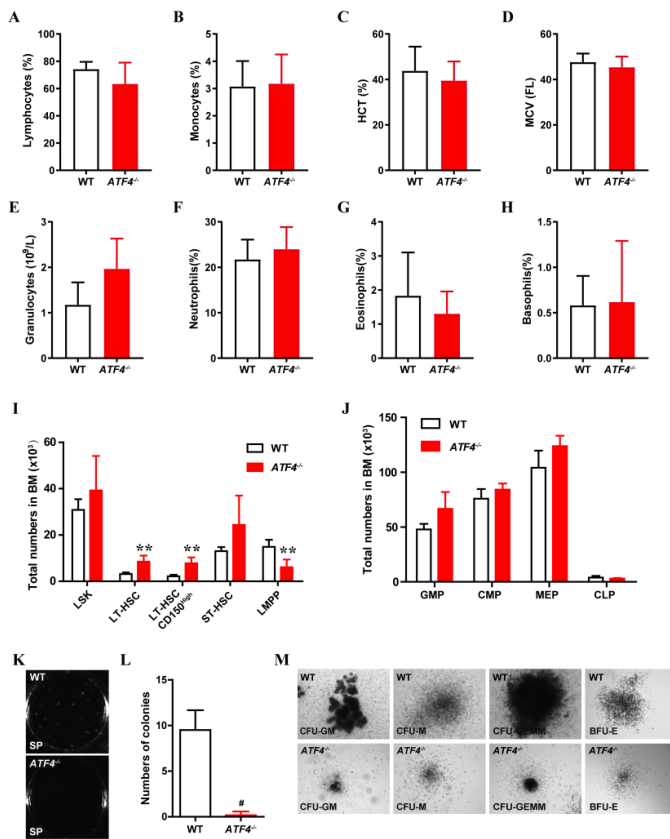 A
Lymphocytes (%)
100
80
60
40
20
0
WT ATF4-/-
B
Monocytes (%)
5
4
3
2
1
0
WT ATF4-/-
C
HCT (%)
60
40
20
0
WT ATF4-/-
D
MCV (FL)
60
40
20
0
WT ATF4-/-
E
Granulocytes (10⁹/L)
3
2
1
0
WT ATF4-/-
F
Neutrophils(%)
30
20
10
0
WT ATF4-/-
G
Eosinophils(%)
4
3
2
1
0
WT ATF4-/-
H
Basophils(%)
1.5
1.0
0.5
0.0
WT ATF4-/-
I
Total numbers in BM (x10³)
60
40
20
0
WT
ATF4-/-
**
**
**
LSK
LT-HSC
LT-HSC
CD150High
ST-HSC
LMPP
J
Total numbers in BM (x10³)
150
100
50
0
WT
ATF4-/-
GMP CMP MEP CLP
K
WT
SP
ATF4-/-
SP
L
Numbers of colonies
15
10
5
0
#
WT ATF4-/-
M
WT WT WT WT
CFU-GM CFU-M CFU-GEMM BFU-E
ATF4-/- ATF4-/- ATF4-/- ATF4-/-
CFU-GM CFU-M CFU-GEMM BFU-E